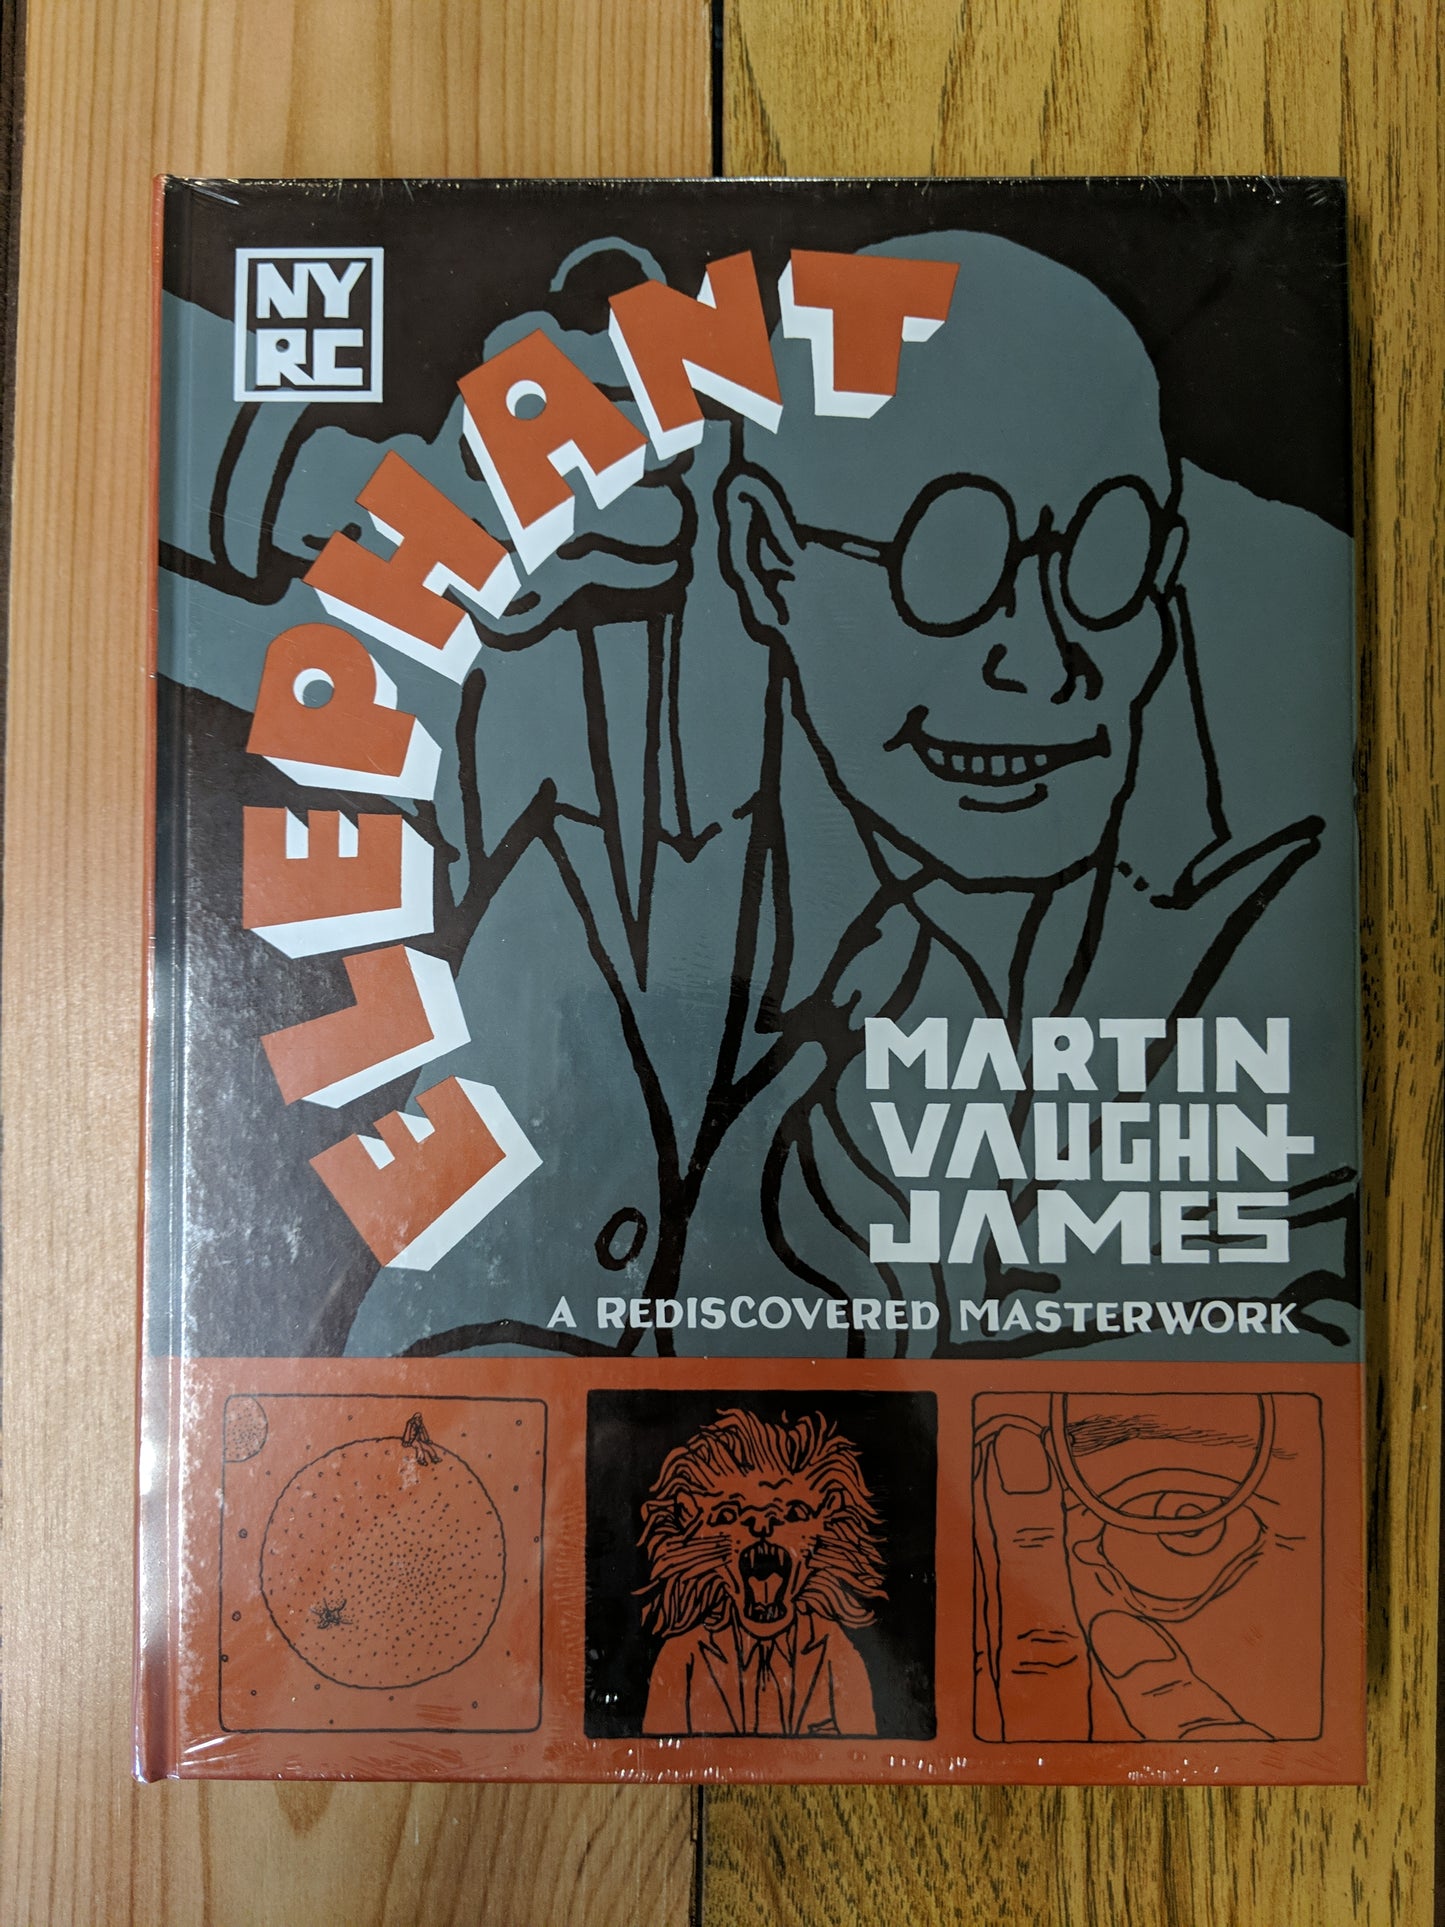 NY
RC
ELEPHANT
MARTIN
VAUGHN-
JAMES
A REDISCOVERED MASTERWORK